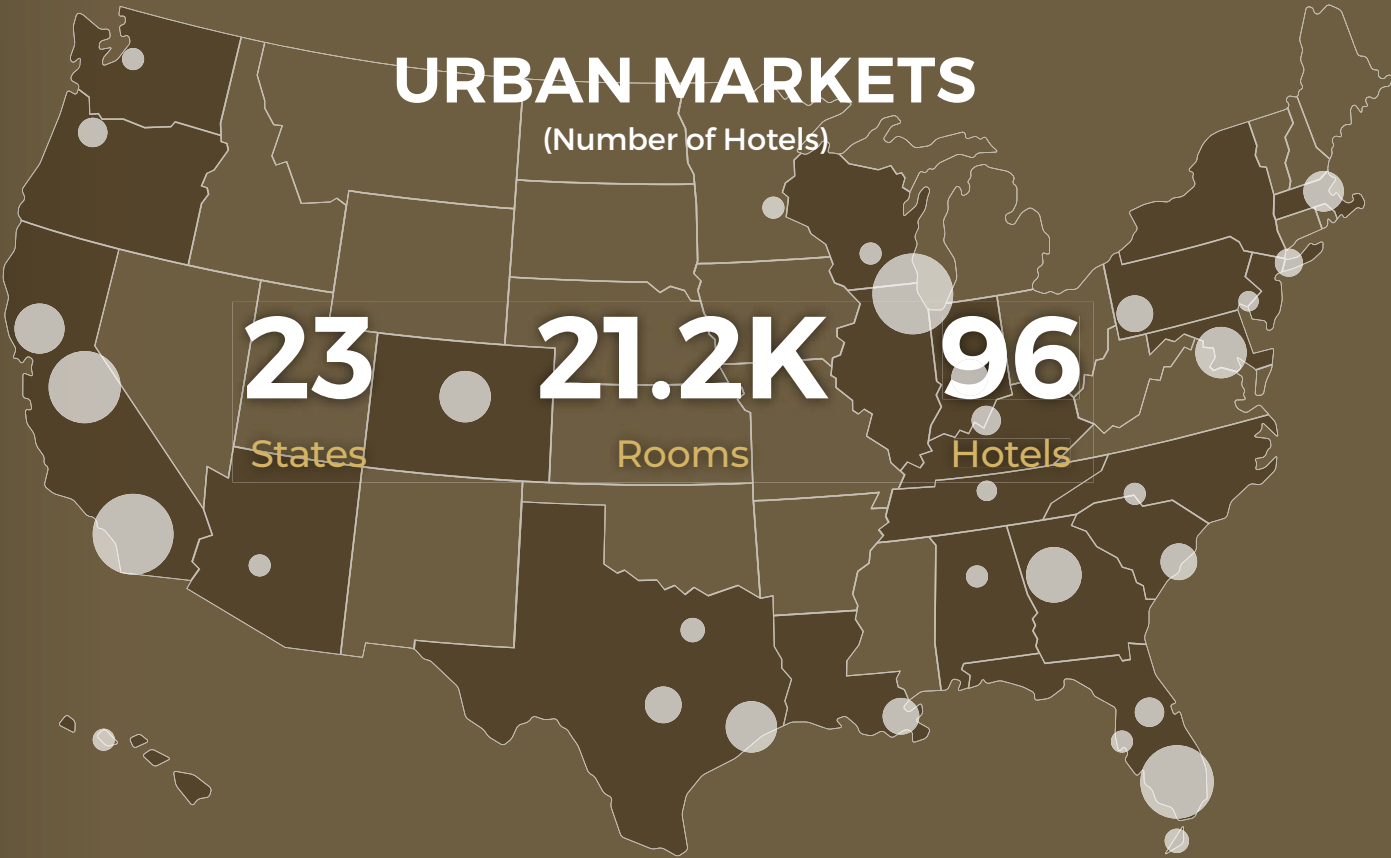 URBAN MARKETS
(Number of Hotels)
23 21.2K 96
States Rooms Hotels